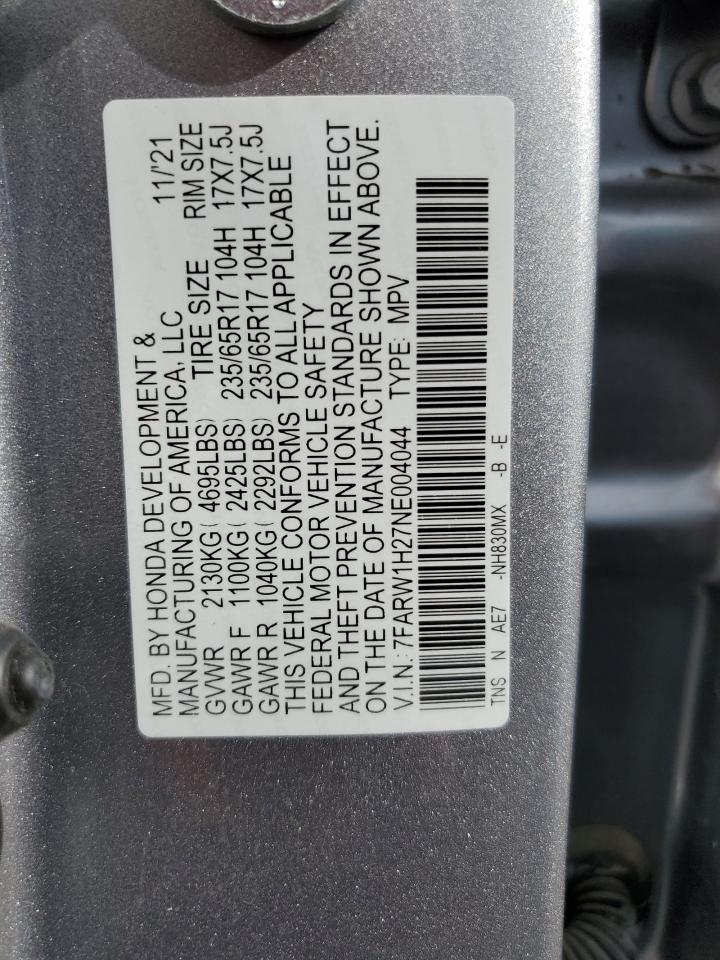 MFD. BY HONDA DEVELOPMENT & 11/'21
MANUFACTURING OF AMERICA, LLC
TIRE SIZE RIM SIZE
GVWR 2130KG( 4695LBS)
GAWR F 1100KG( 2425LBS) 235/65R17 104H 17X7.5J
GAWR R 1040KG( 2292LBS) 235/65R17 104H 17X7.5J
THIS VEHICLE CONFORMS TO ALL APPLICABLE
FEDERAL MOTOR VEHICLE SAFETY
AND THEFT PREVENTION STANDARDS IN EFFECT
ON THE DATE OF MANUFACTURE SHOWN ABOVE.
V.I.N.: 7FARW1H27NE004044 TYPE: MPV
TNS N AE7 -NH830MX -B -E